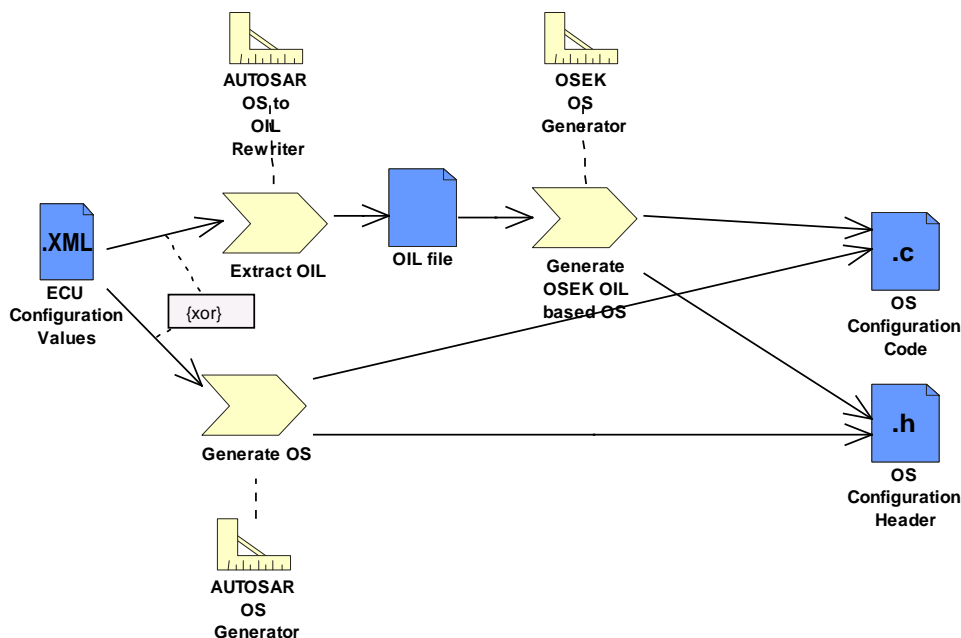 AUTOSAR
OS to
OIL
Rewriter
OSEK
OS
Generator
.XML
ECU
Configuration
Values
Extract OIL
OIL file
Generate
OSEK OIL
based OS
.c
OS
Configuration
Code
{xor}
Generate OS
.h
OS
Configuration
Header
AUTOSAR
OS
Generator